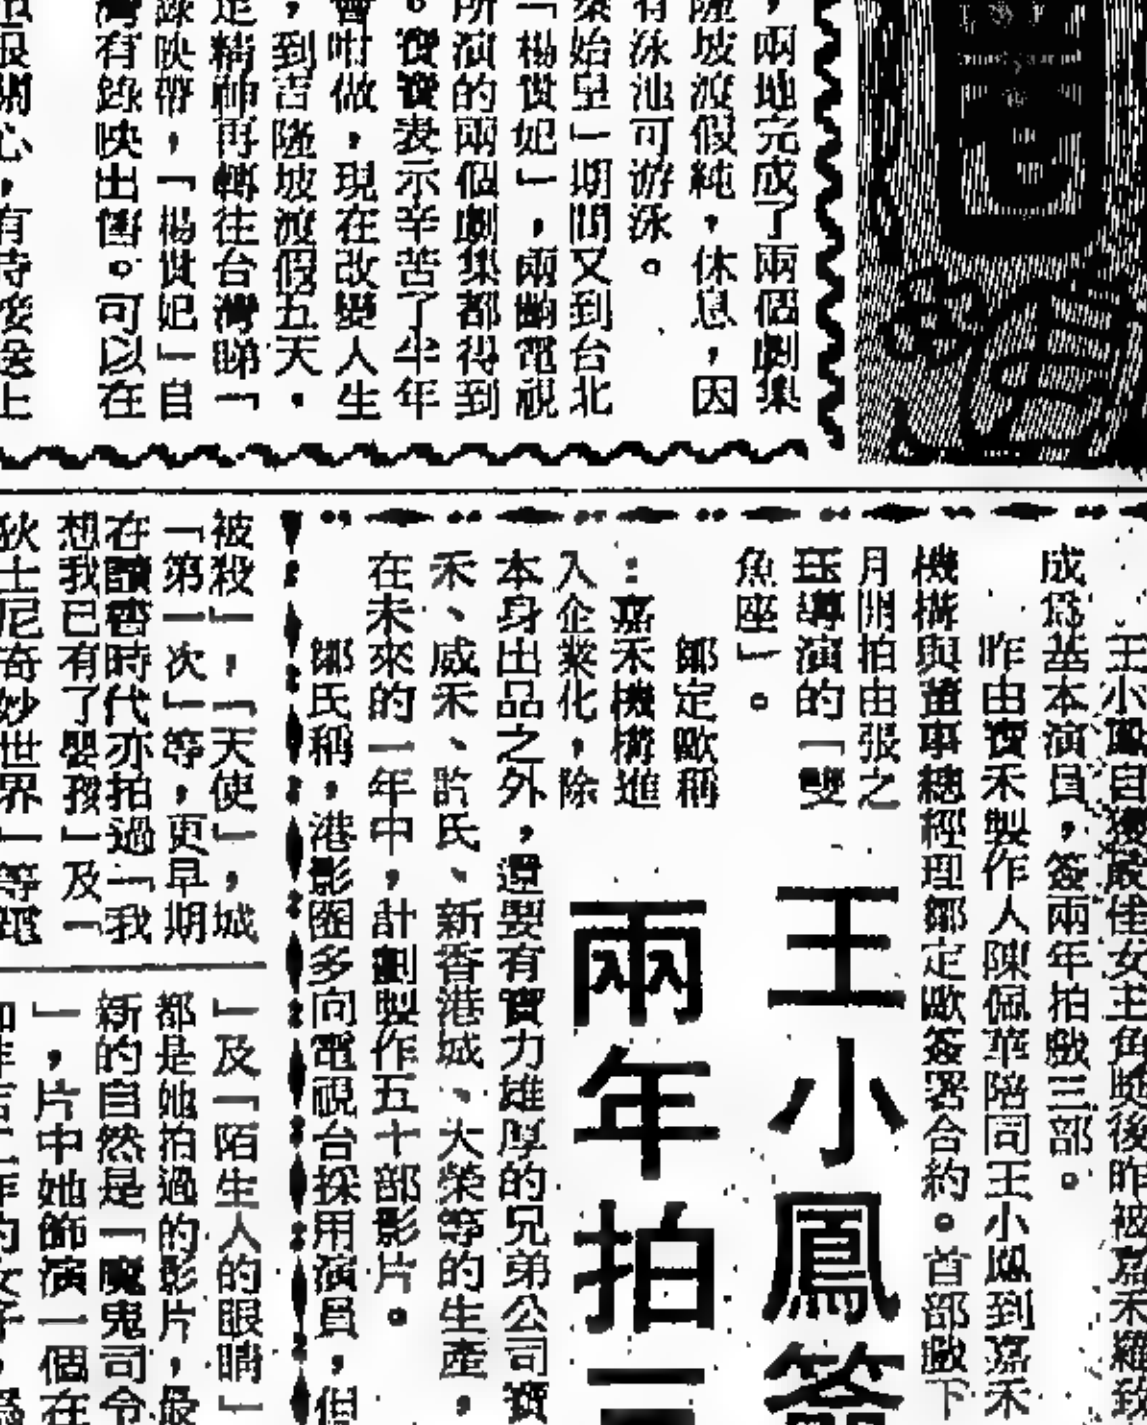 ，兩地完成了兩個劇集
隆坡渡假純，休息，因
有泳池可游泳。
秦始皇」一期間又到台北
「楊貴妃」，兩齣電視
所演的兩個劇集都得到
。寶寶表示辛苦了半年
會咁做，現在改變人生
，到吉隆坡渡假五天，
足精神再轉往台灣睇「
錄映帶，「楊貴妃」自
灣有錄映出售。可以在
王小鳳
兩年拍三
王小鳳自獲最佳女主角獎後昨被嘉禾羅致
成爲基本演員，簽兩年拍戲三部。
昨由寶禾製作人陳佩華陪同王小鳳到嘉禾
機構與董事總經理鄒定歐簽署合約。首部戲下
月開拍由張之
珏導演的「雙
魚座」。
鄒定歐稱
：嘉禾機構進
入企業化，除
本身出品之外，還要有實力雄厚的兄弟公司寶
禾、威禾、許氏、新香港城、大榮等的生產，
在未來的一年中，計劃製作五十部影片。
鄒氏稱，港影圈多向電視台採用演員，但
被殺」，「天使」，城
「第一次」等，更早期
在讀書時代亦拍過「我
想我已有了嬰孩」及「
狄士尼奇妙世界」等電
」及「陌生人的眼睛」
都是她拍過的影片，最
新的自然是「魔鬼司令
」，片中她飾演一個在